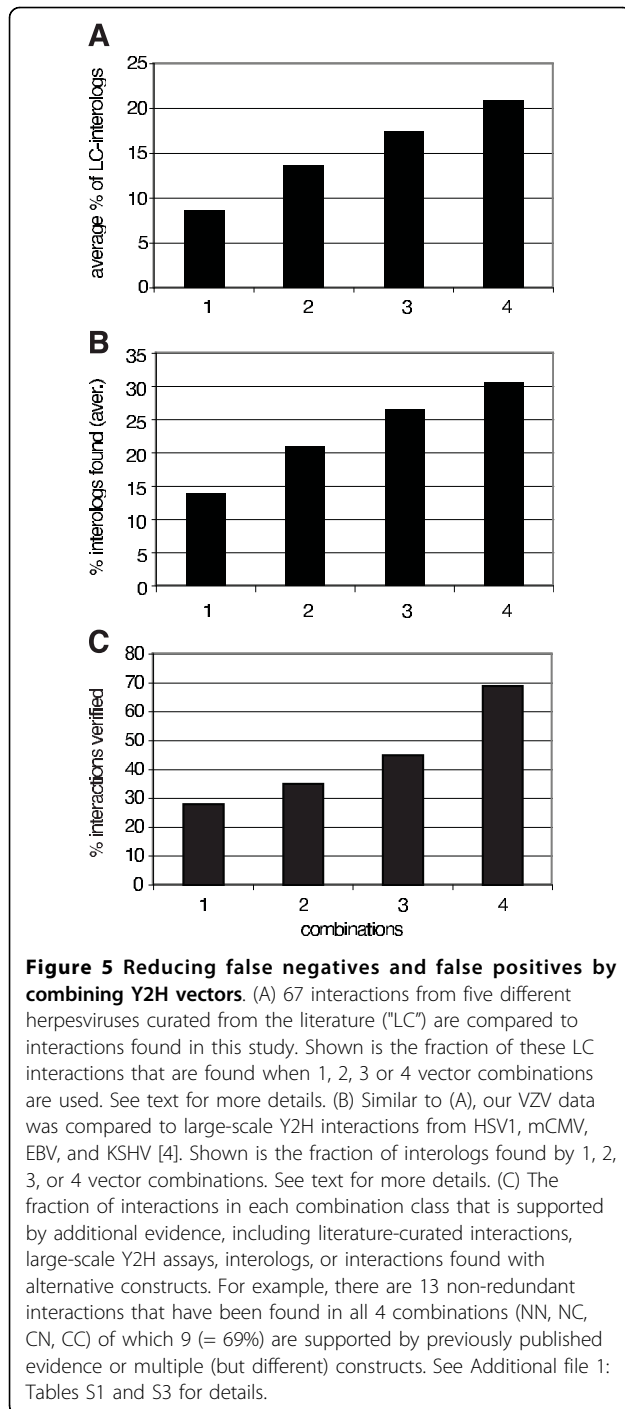 A
average % of LC-interologs
25
20
15
10
5
0
1 2 3 4
B
% interologs found (aver.)
35
30
25
20
15
10
5
0
1 2 3 4
C
% interactions verified
80
70
60
50
40
30
20
10
0
1 2 3 4
combinations
Figure 5 Reducing false negatives and false positives by
combining Y2H vectors. (A) 67 interactions from five different
herpesviruses curated from the literature ("LC") are compared to
interactions found in this study. Shown is the fraction of these LC
interactions that are found when 1, 2, 3 or 4 vector combinations
are used. See text for more details. (B) Similar to (A), our VZV data
was compared to large-scale Y2H interactions from HSV1, mCMV,
EBV, and KSHV [4]. Shown is the fraction of interologs found by 1, 2,
3, or 4 vector combinations. See text for more details. (C) The
fraction of interactions in each combination class that is supported
by additional evidence, including literature-curated interactions,
large-scale Y2H assays, interologs, or interactions found with
alternative constructs. For example, there are 13 non-redundant
interactions that have been found in all 4 combinations (NN, NC,
CN, CC) of which 9 (= 69%) are supported by previously published
evidence or multiple (but different) constructs. See Additional file 1:
Tables S1 and S3 for details.